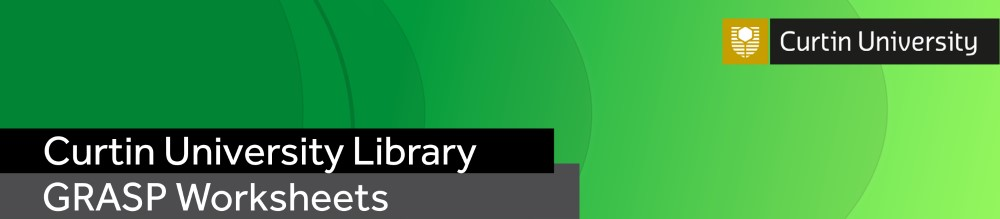 Curtin University
Curtin University Library
GRASP Worksheets